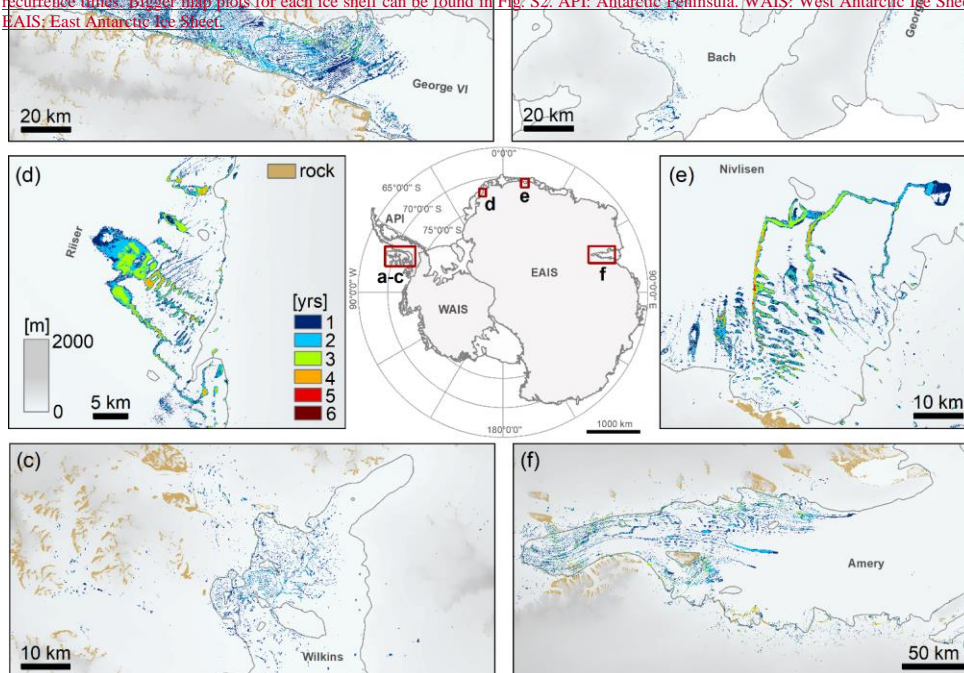 recurrence times. Bigger map plots for each ice shelf can be found in Fig. S2. API: Antarctic Peninsula. WAIS: West Antarctic Ice Sheet
EAIS: East Antarctic Ice Sheet.
George VI
20 km
Bach
George
20 km
(d)
rock
Riiser
[m]
2000
0
5 km
[yrs]
1
2
3
4
5
6
0°0'0"
65°0'0" S
70°0'0" S
75°0'0" S
API
a-c
d
e
f
EAIS
WAIS
90°0'0" W
90°0'0" E
180°0'0"
1000 km
Nivlisen
(e)
10 km
(c)
10 km
Wilkins
(f)
Amery
50 km